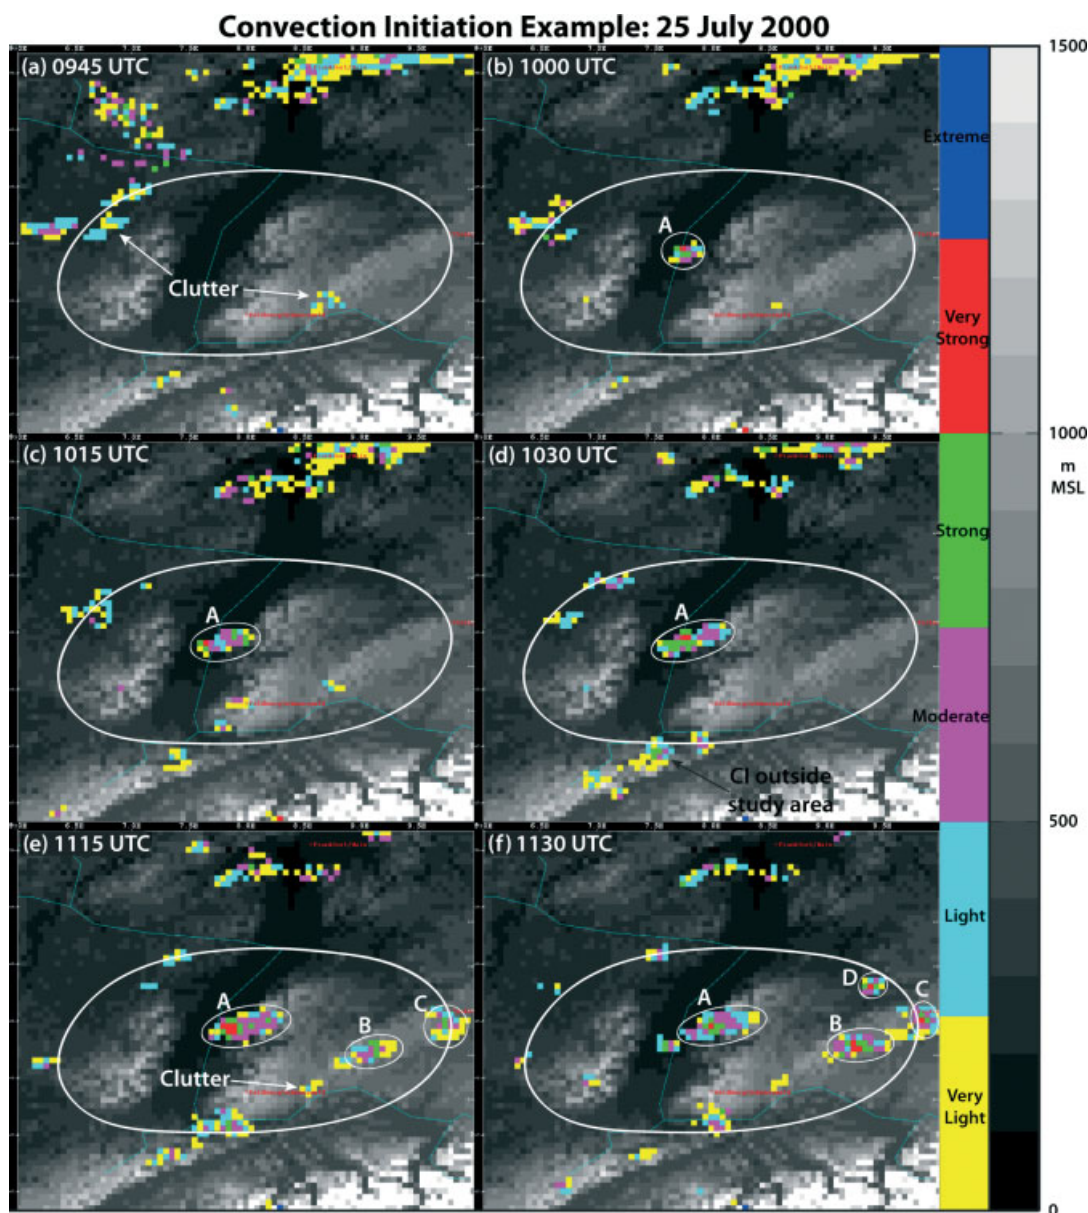 Convection Initiation Example: 25 July 2000
(a) 0945 UTC
Clutter
(b) 1000 UTC
A
(c) 1015 UTC
A
(d) 1030 UTC
A
CI outside
study area
(e) 1115 UTC
A
B
C
Clutter
(f) 1130 UTC
A
B
C
D
Extreme
Very
Strong
Strong
Moderate
Light
Very
Light
1500
1000
m
MSL
500
0